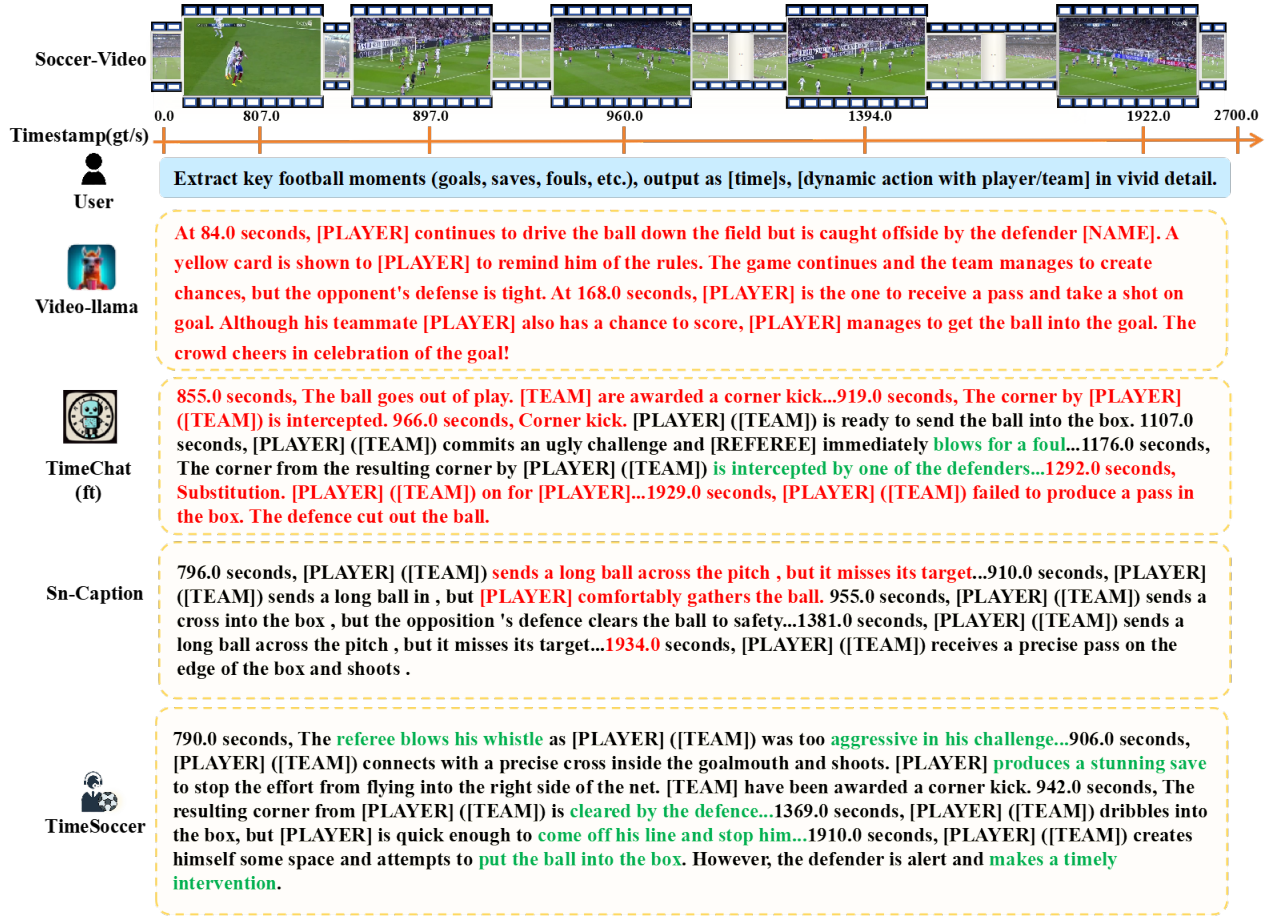 Soccer-Video
Timestamp(gt/s)
0.0
807.0
897.0
960.0
1394.0
1922.0
2700.0
User
Extract key football moments (goals, saves, fouls, etc.), output as [time]s, [dynamic action with player/team] in vivid detail.
Video-llama
At 84.0 seconds, [PLAYER] continues to drive the ball down the field but is caught offside by the defender [NAME]. A
yellow card is shown to [PLAYER] to remind him of the rules. The game continues and the team manages to create
chances, but the opponent's defense is tight. At 168.0 seconds, [PLAYER] is the one to receive a pass and take a shot on
goal. Although his teammate [PLAYER] also has a chance to score, [PLAYER] manages to get the ball into the goal. The
crowd cheers in celebration of the goal!
TimeChat
(ft)
855.0 seconds, The ball goes out of play. [TEAM] are awarded a corner kick...919.0 seconds, The corner by [PLAYER]
([TEAM]) is intercepted. 966.0 seconds, Corner kick. [PLAYER] ([TEAM]) is ready to send the ball into the box. 1107.0
seconds, [PLAYER] ([TEAM]) commits an ugly challenge and [REFEREE] immediately blows for a foul...1176.0 seconds,
The corner from the resulting corner by [PLAYER] ([TEAM]) is intercepted by one of the defenders...1292.0 seconds,
Substitution. [PLAYER] ([TEAM]) on for [PLAYER]...1929.0 seconds, [PLAYER] ([TEAM]) failed to produce a pass in
the box. The defence cut out the ball.
Sn-Caption
796.0 seconds, [PLAYER] ([TEAM]) sends a long ball across the pitch , but it misses its target...910.0 seconds, [PLAYER]
([TEAM]) sends a long ball in , but [PLAYER] comfortably gathers the ball. 955.0 seconds, [PLAYER] ([TEAM]) sends a
cross into the box , but the opposition 's defence clears the ball to safety...1381.0 seconds, [PLAYER] ([TEAM]) sends a
long ball across the pitch , but it misses its target...1934.0 seconds, [PLAYER] ([TEAM]) receives a precise pass on the
edge of the box and shoots .
TimeSoccer
790.0 seconds, The referee blows his whistle as [PLAYER] ([TEAM]) was too aggressive in his challenge...906.0 seconds,
[PLAYER] ([TEAM]) connects with a precise cross inside the goalmouth and shoots. [PLAYER] produces a stunning save
to stop the effort from flying into the right side of the net. [TEAM] have been awarded a corner kick. 942.0 seconds, The
resulting corner from [PLAYER] ([TEAM]) is cleared by the defence...1369.0 seconds, [PLAYER] ([TEAM]) dribbles into
the box, but [PLAYER] is quick enough to come off his line and stop him...1910.0 seconds, [PLAYER] ([TEAM]) creates
himself some space and attempts to put the ball into the box. However, the defender is alert and makes a timely
intervention.